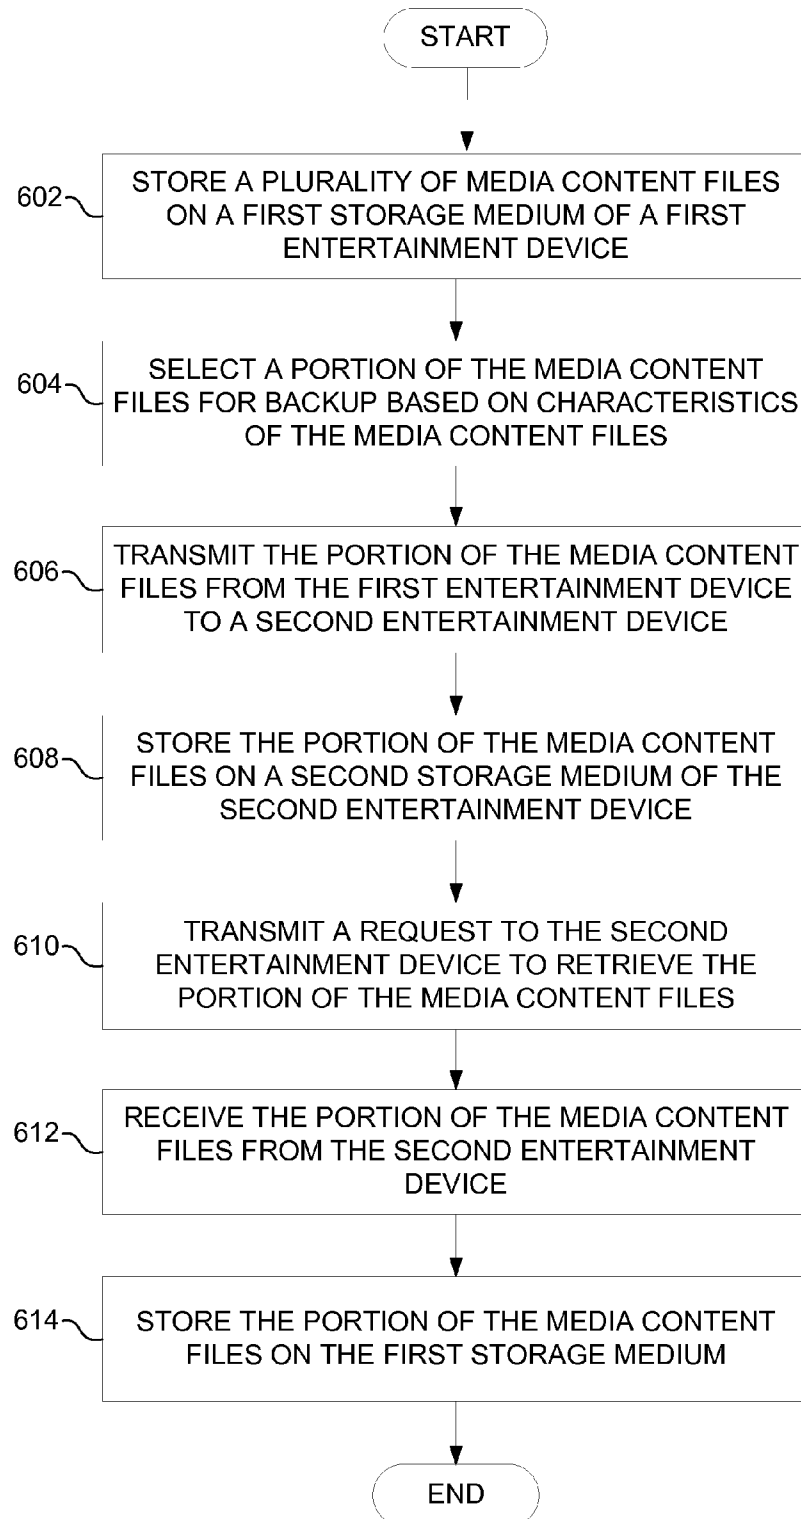 START
602
STORE A PLURALITY OF MEDIA CONTENT FILES
ON A FIRST STORAGE MEDIUM OF A FIRST
ENTERTAINMENT DEVICE
604
SELECT A PORTION OF THE MEDIA CONTENT
FILES FOR BACKUP BASED ON CHARACTERISTICS
OF THE MEDIA CONTENT FILES
606
TRANSMIT THE PORTION OF THE MEDIA CONTENT
FILES FROM THE FIRST ENTERTAINMENT DEVICE
TO A SECOND ENTERTAINMENT DEVICE
608
STORE THE PORTION OF THE MEDIA CONTENT
FILES ON A SECOND STORAGE MEDIUM OF THE
SECOND ENTERTAINMENT DEVICE
610
TRANSMIT A REQUEST TO THE SECOND
ENTERTAINMENT DEVICE TO RETRIEVE THE
PORTION OF THE MEDIA CONTENT FILES
612
RECEIVE THE PORTION OF THE MEDIA CONTENT
FILES FROM THE SECOND ENTERTAINMENT
DEVICE
614
STORE THE PORTION OF THE MEDIA CONTENT
FILES ON THE FIRST STORAGE MEDIUM
END